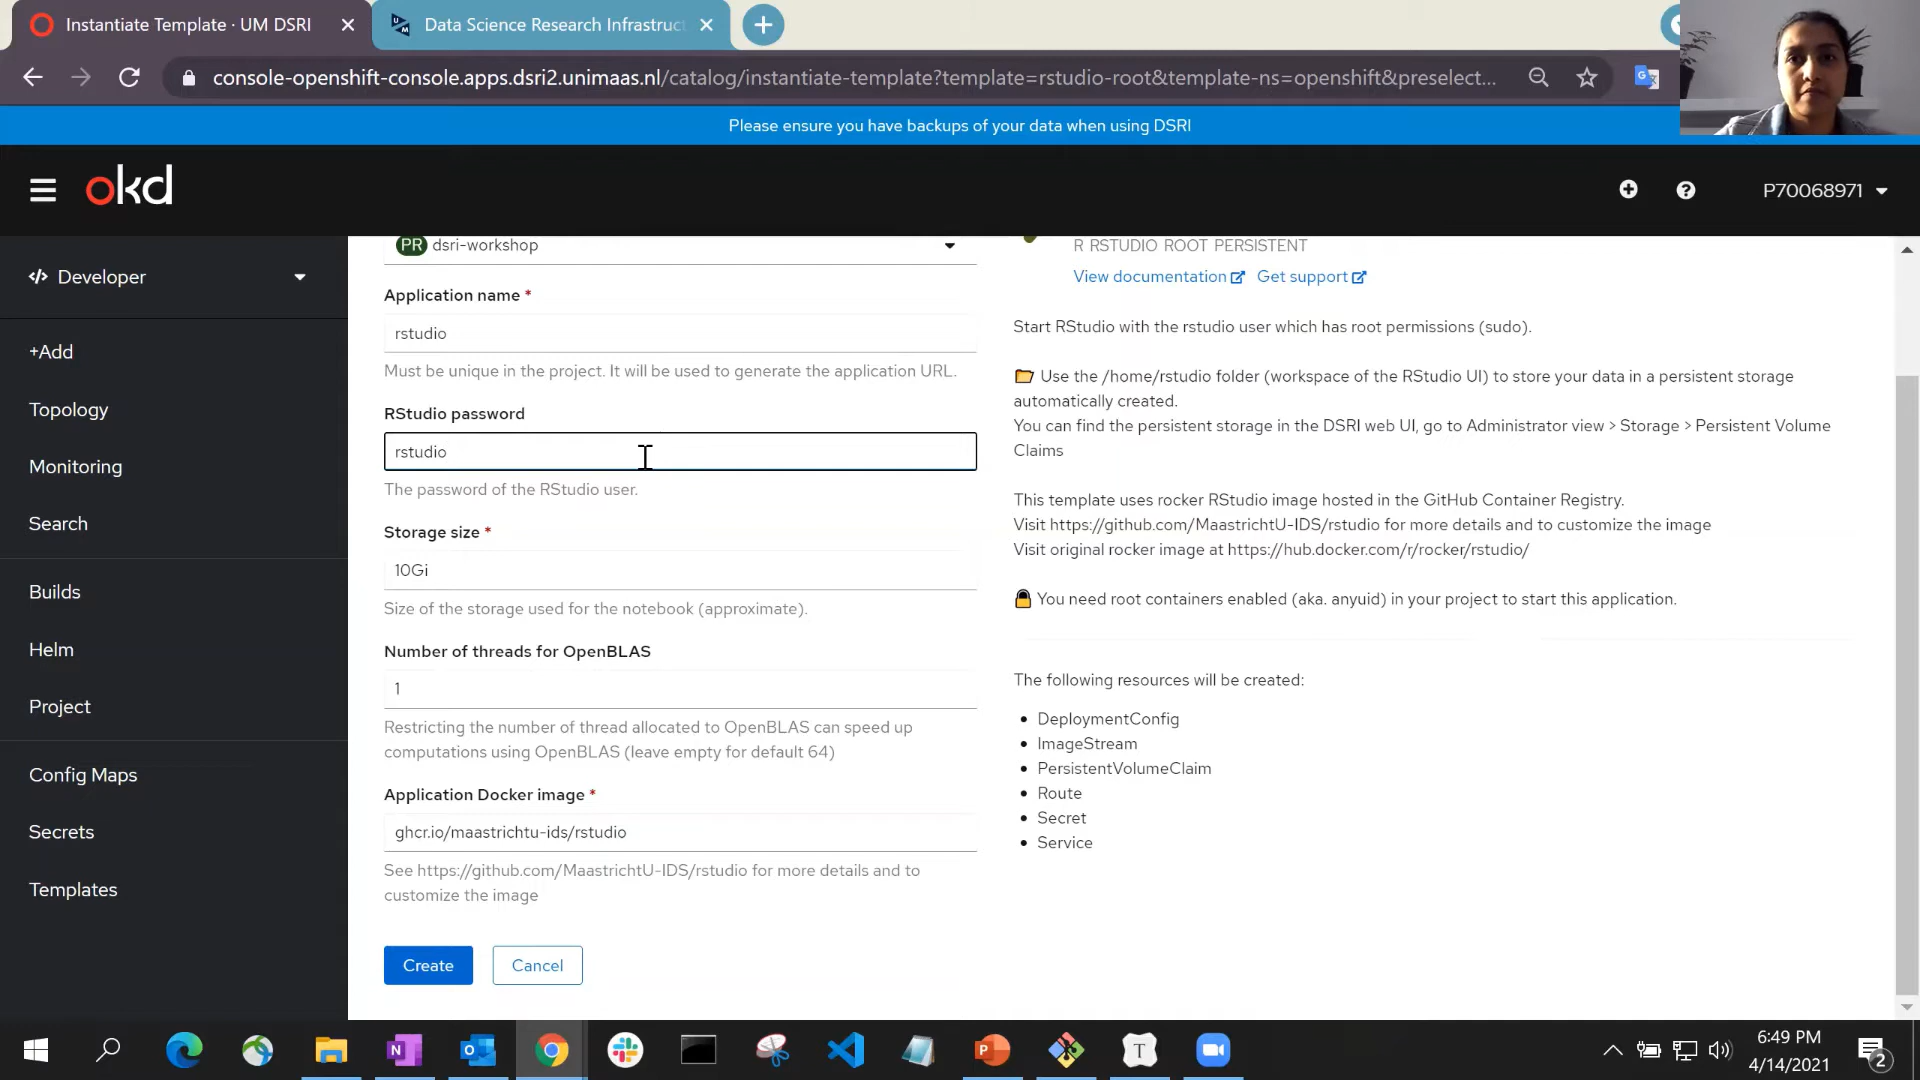 Instantiate Template · UM DSRI
Data Science Research Infrastruct
console-openshift-console.apps.dsri2.unimaas.nl/catalog/instantiate-template?template=rstudio-root&template-ns=openshift&preselect...
Please ensure you have backups of your data when using DSRI
okd
P70068971
Developer
+Add
Topology
Monitoring
Search
Builds
Helm
Project
Config Maps
Secrets
Templates
PR dsri-workshop
Application name *
rstudio
Must be unique in the project. It will be used to generate the application URL.
RStudio password
rstudio
The password of the RStudio user.
Storage size *
10Gi
Size of the storage used for the notebook (approximate).
Number of threads for OpenBLAS
1
Restricting the number of thread allocated to OpenBLAS can speed up
computations using OpenBLAS (leave empty for default 64)
Application Docker image *
ghcr.io/maastrichtu-ids/rstudio
See https://github.com/MaastrichtU-IDS/rstudio for more details and to
customize the image
Create
Cancel
R RSTUDIO ROOT PERSISTENT
View documentation Get support
Start RStudio with the rstudio user which has root permissions (sudo).
Use the /home/rstudio folder (workspace of the RStudio UI) to store your data in a persistent storage
automatically created.
You can find the persistent storage in the DSRI web UI, go to Administrator view > Storage > Persistent Volume
Claims
This template uses rocker RStudio image hosted in the GitHub Container Registry.
Visit https://github.com/MaastrichtU-IDS/rstudio for more details and to customize the image
Visit original rocker image at https://hub.docker.com/r/rocker/rstudio/
You need root containers enabled (aka. anyuid) in your project to start this application.
The following resources will be created:
• DeploymentConfig
• ImageStream
• PersistentVolumeClaim
• Route
• Secret
• Service
6:49 PM
4/14/2021
2